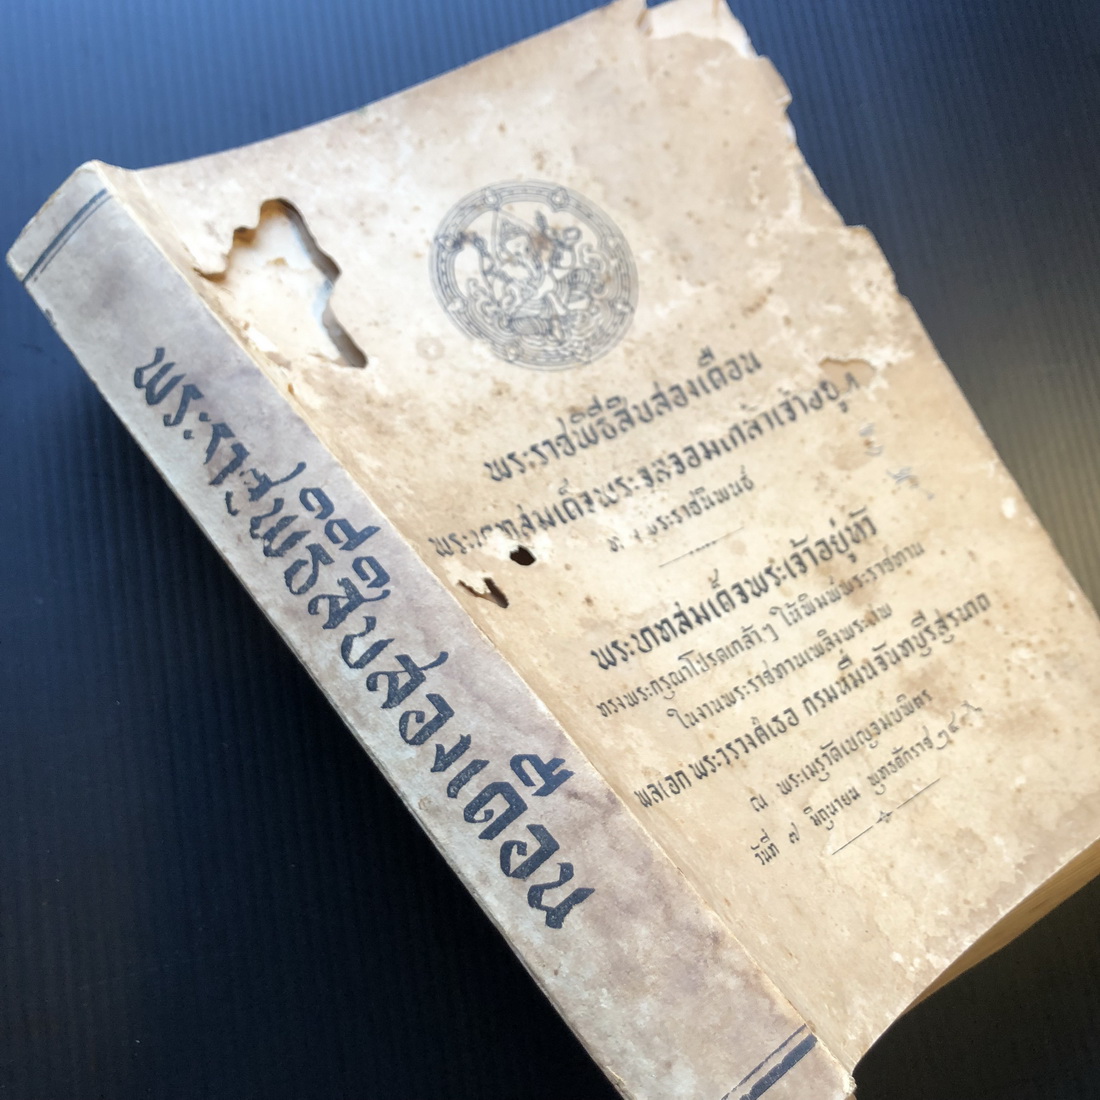 พระราชพิธีสิบสองเดือน
พระราชพิธีสิบสองเดือน
พระบาทสมเด็จพระจุลจอมเกล้าเจ้าอยู่
ทรงพระราชนิพนธ์
พระบาทสมเด็จพระเจ้าอยู่หัว
ทรงพระกรุณาโปรดเกล้าฯ ให้พิมพ์พระราชทาน
ในงานพระราชทานเพลิงพระศพ
พลเอก พระวรวงศ์เธอ กรมหมื่นจันทบุรีสุรนาถ
ณ พระเมรุวัดเบญจมบพิตร
วันที่ ๗ มิถุนายน พุทธศักราช